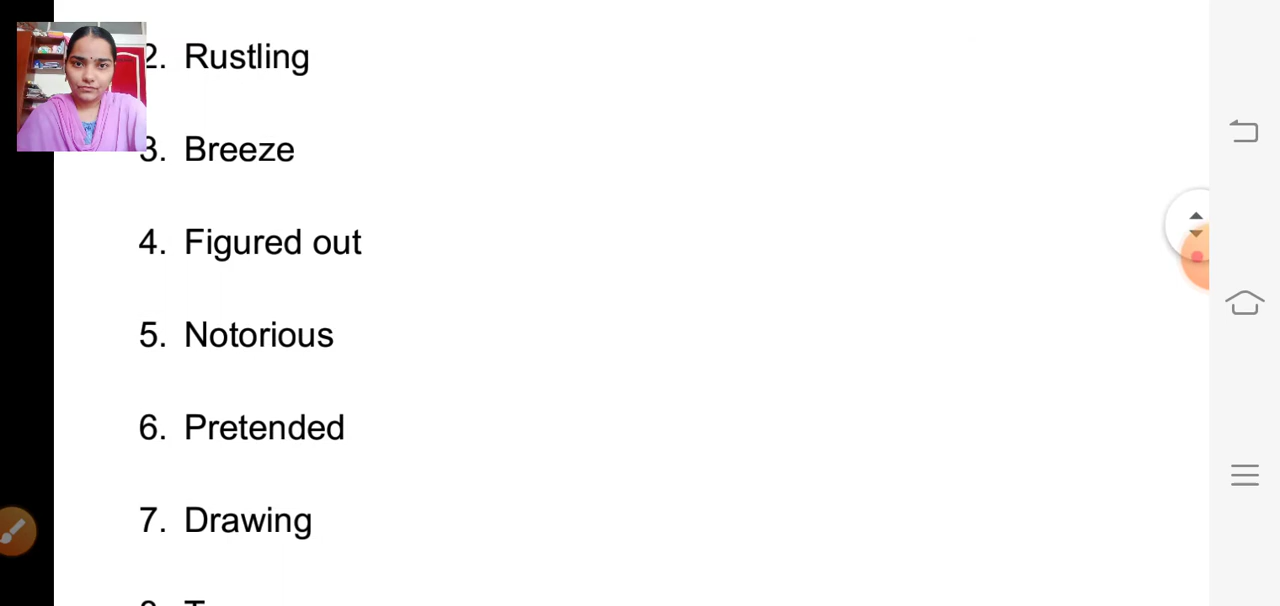 2. Rustling
3. Breeze
4. Figured out
5. Notorious
6. Pretended
7. Drawing